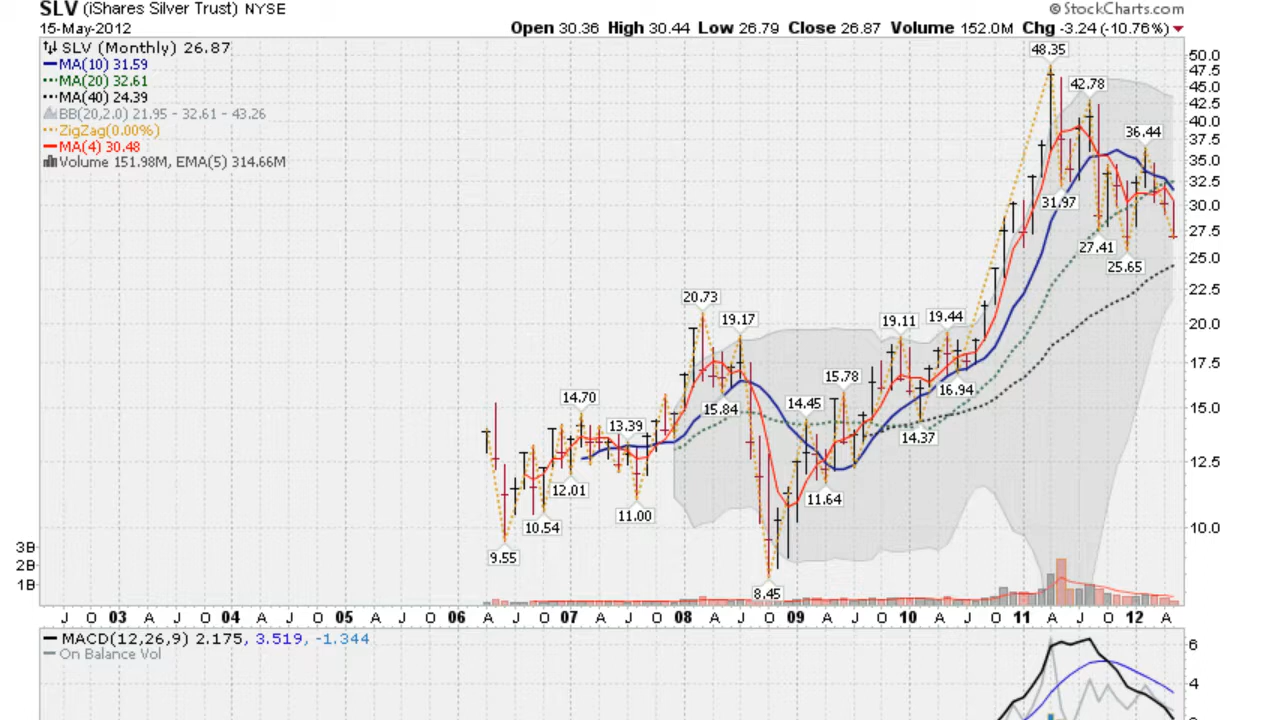 SLV (iShares Silver Trust) NYSE
© StockCharts.com
15-May-2012
Open 30.36 High 30.44 Low 26.79 Close 26.87 Volume 152.0M Chg -3.24 (-10.76%)
SLV (Monthly) 26.87
MA(10) 31.59
MA(20) 32.61
MA(40) 24.39
BB(20,2.0) 21.95 - 32.61 - 43.26
ZigZag(0.00%)
MA(4) 30.48
Volume 151.98M, EMA(5) 314.66M
48.35
42.78
36.44
31.97
27.41
25.65
20.73
19.17
19.11
19.44
15.78
16.94
14.70
14.45
15.84
13.39
14.37
12.01
11.64
11.00
10.54
9.55
8.45
50.0
47.5
45.0
42.5
40.0
37.5
35.0
32.5
30.0
27.5
25.0
22.5
20.0
17.5
15.0
12.5
10.0
3B
2B
1B
J O 03 A J O 04 A J O 05 A J O 06 A J O 07 A J O 08 A J O 09 A J O 10 A J O 11 A J O 12 A
MACD(12,26,9) 2.175, 3.519, -1.344
On Balance Vol
6
4